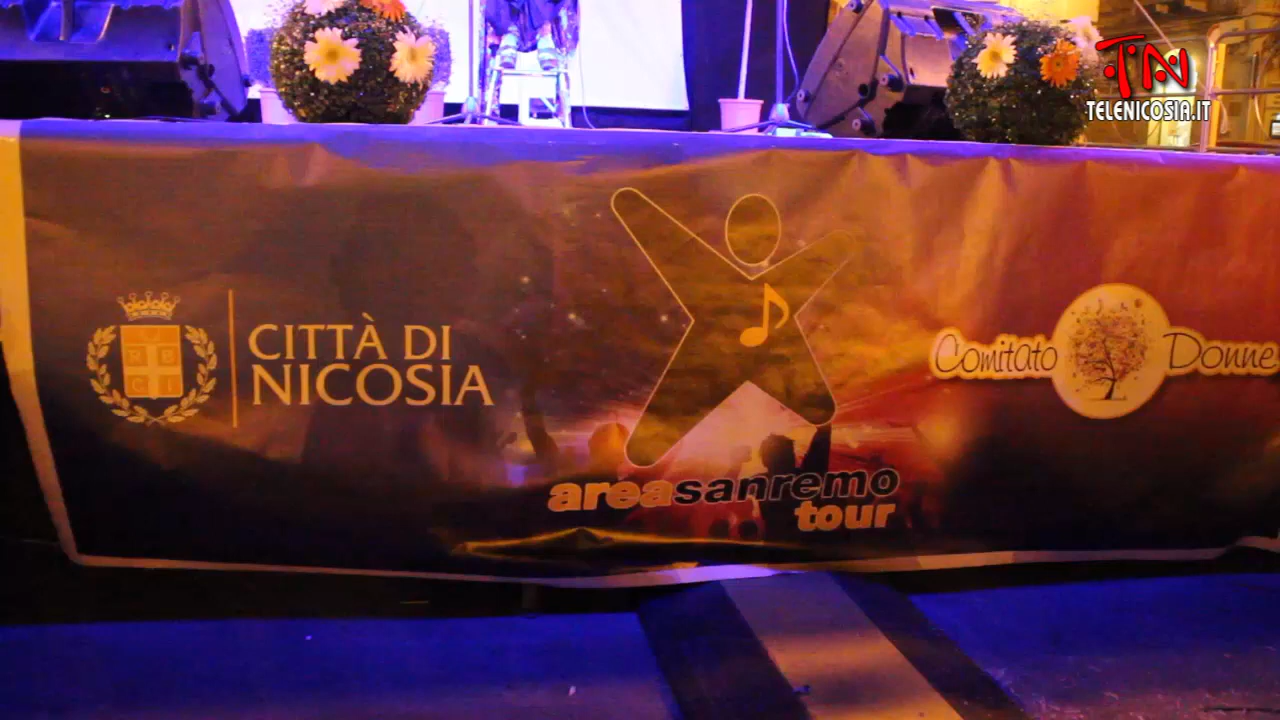 TN
TELENICOSIA.IT
CITTÀ DI
NICOSIA
areasanremo
tour
Comitato Donne